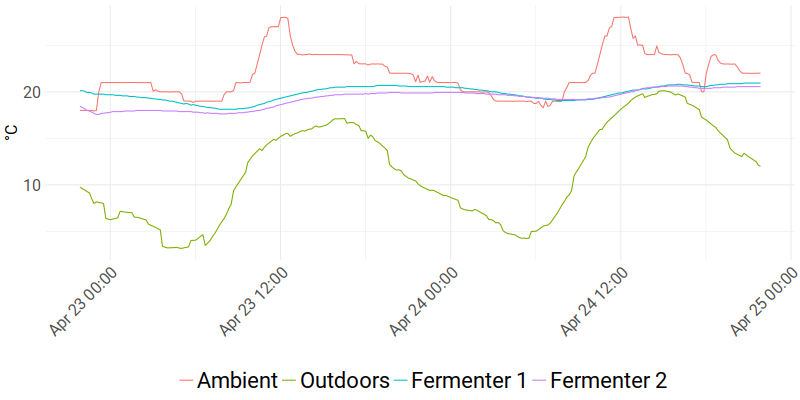 °C
20
10
Apr 23 00:00
Apr 23 12:00
Apr 24 00:00
Apr 24 12:00
Apr 25 00:00
Ambient Outdoors Fermenter 1 Fermenter 2